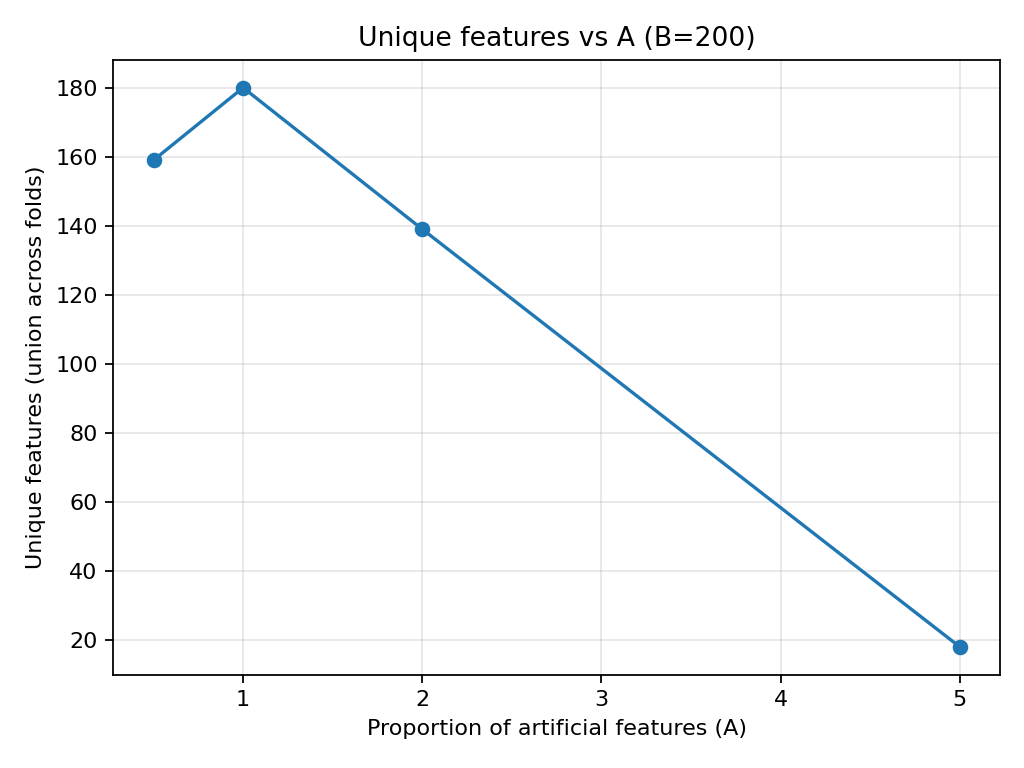 Unique features vs A (B=200)
Unique features (union across folds)
180
160
140
120
100
80
60
40
20
1 2 3 4 5
Proportion of artificial features (A)